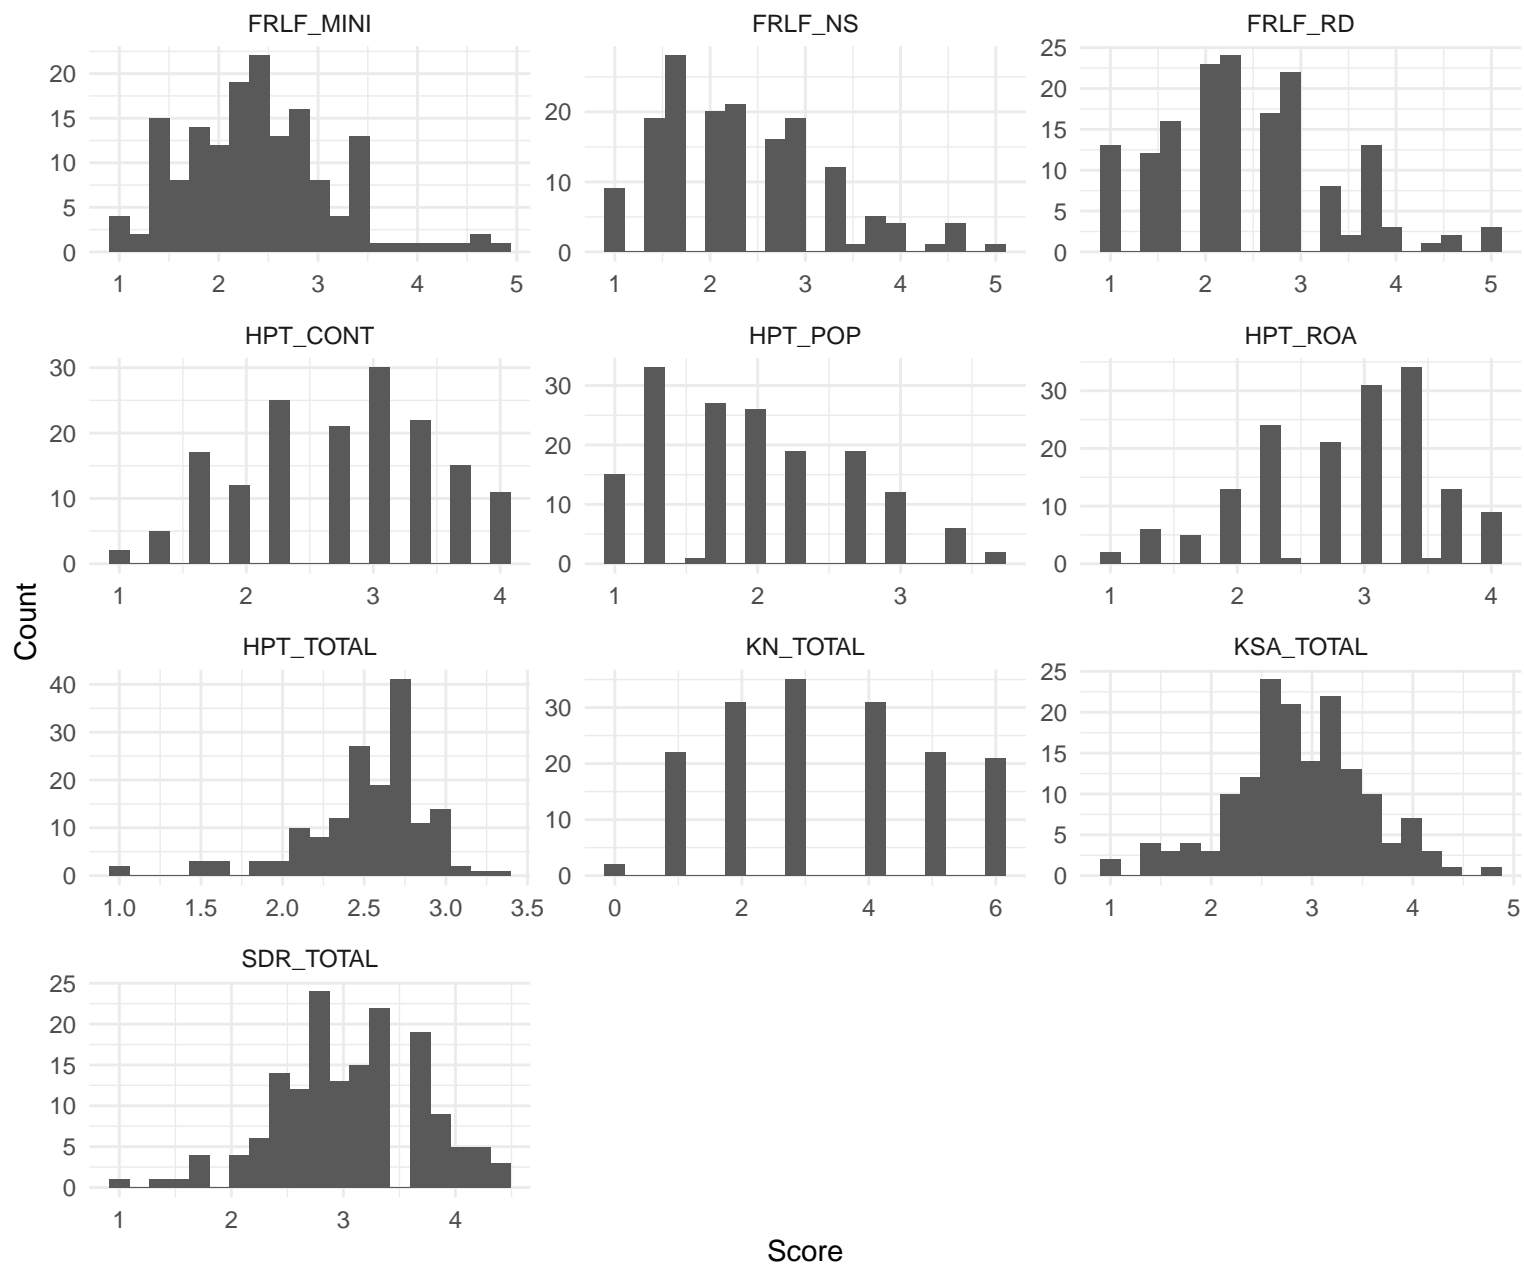 FRLF_MINI FRLF_NS FRLF_RD
20 15 10 5 0
20 10 0
25 20 15 10 5 0
1 2 3 4 5
1 2 3 4 5
1 2 3 4 5
HPT_CONT HPT_POP HPT_ROA
30 20 10 0
30 20 10 0
30 20 10 0
1 2 3 4
1 2 3
1 2 3 4
Count
HPT_TOTAL KN_TOTAL KSA_TOTAL
40 30 20 10 0
30 20 10 0
25 20 15 10 5 0
1.0 1.5 2.0 2.5 3.0 3.5
0 2 4 6
1 2 3 4 5
SDR_TOTAL
25 20 15 10 5 0
1 2 3 4
Score